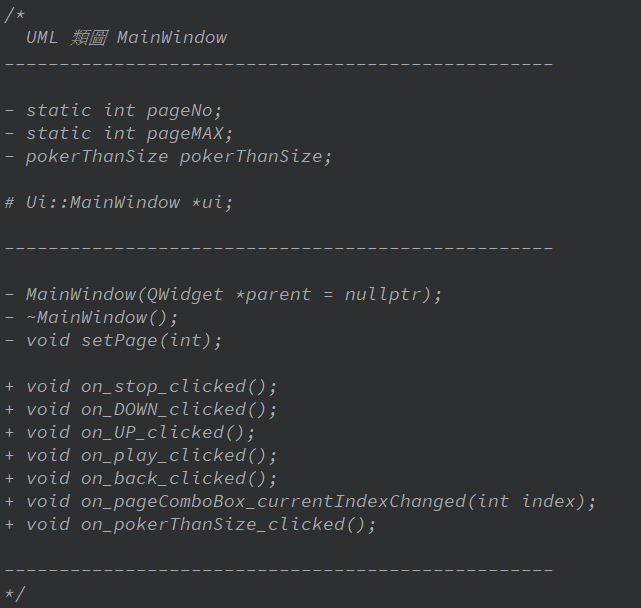 /*
UML 類圖 MainWindow
--------------------------------------------------
- static int pageNo;
- static int pageMAX;
- pokerThanSize pokerThanSize;
# Ui::MainWindow *ui;
--------------------------------------------------
- MainWindow(QWidget *parent = nullptr);
- ~MainWindow();
- void setPage(int);
+ void on_stop_clicked();
+ void on_DOWN_clicked();
+ void on_UP_clicked();
+ void on_play_clicked();
+ void on_back_clicked();
+ void on_pageComboBox_currentIndexChanged(int index);
+ void on_pokerThanSize_clicked();
--------------------------------------------------
*/